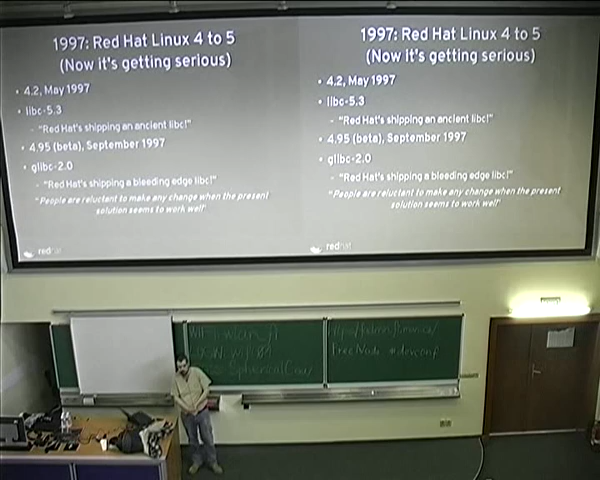 1997: Red Hat Linux 4 to 5
(Now it's getting serious)
• 4.2, May 1997
• libc-5.3
- "Red Hat's shipping an ancient libc!"
• 4.95 (beta), September 1997
• glibc-2.0
- "Red Hat's shipping a bleeding edge libc!"
"People are reluctant to make any change when the present
solution seems to work well"
redhat
1997: Red Hat Linux 4 to 5
(Now it's getting serious)
• 4.2, May 1997
• libc-5.3
- "Red Hat's shipping an ancient libc!"
• 4.95 (beta), September 1997
• glibc-2.0
- "Red Hat's shipping a bleeding edge libc!"
"People are reluctant to make any change when the present
solution seems to work well"
redhat
SphericalCow
FreeNode #devconf